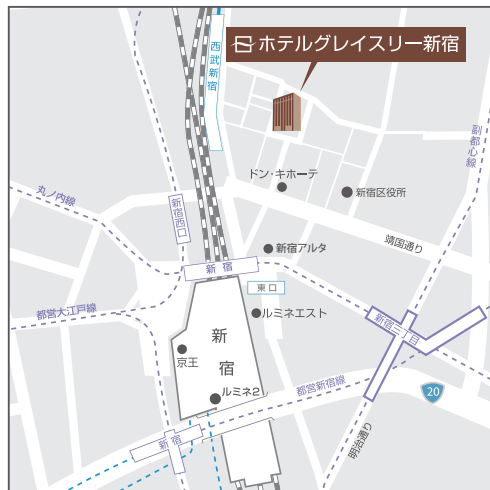 西武新宿
ホテルグレイスリー新宿
副都心線
ドン・キホーテ
新宿区役所
丸ノ内線
新宿西口
新宿アルタ
靖国通り
新宿
東口
ルミネエスト
都営大江戸線
新宿三丁目
新宿
京王
ルミネ2
都営新宿線
20
明治通り
新宿